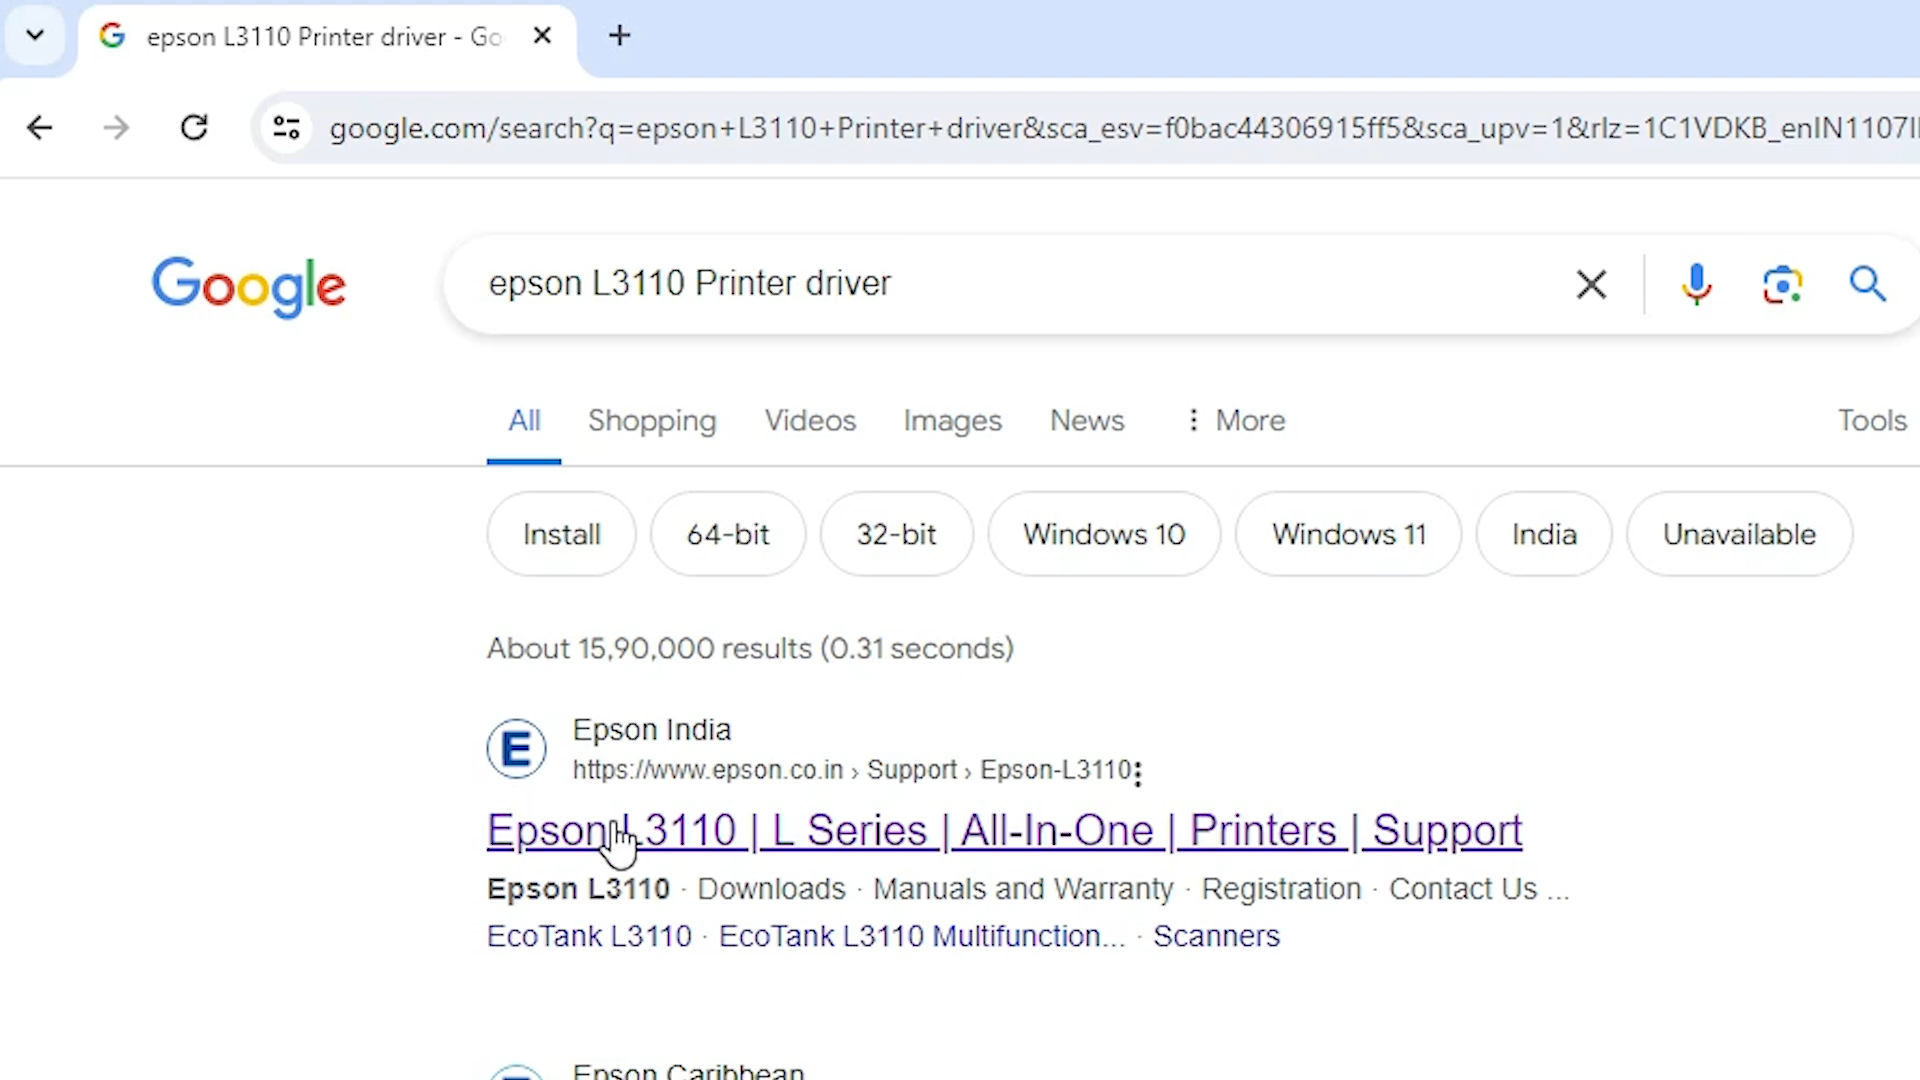 epson L3110 Printer driver - Go
google.com/search?q=epson+L3110+Printer+driver&sca_esv=f0bac44306915ff5&sca_upv=1&rlz=1C1VDKB_enIN1107I
Google
epson L3110 Printer driver
All Shopping Videos Images News More Tools
Install 64-bit 32-bit Windows 10 Windows 11 India Unavailable
About 15,90,000 results (0.31 seconds)
E
Epson India
https://www.epson.co.in › Support › Epson-L3110
Epson L3110 | L Series | All-In-One | Printers | Support
Epson L3110 · Downloads · Manuals and Warranty · Registration · Contact Us ...
EcoTank L3110 · EcoTank L3110 Multifunction... · Scanners
Epson Caribbean